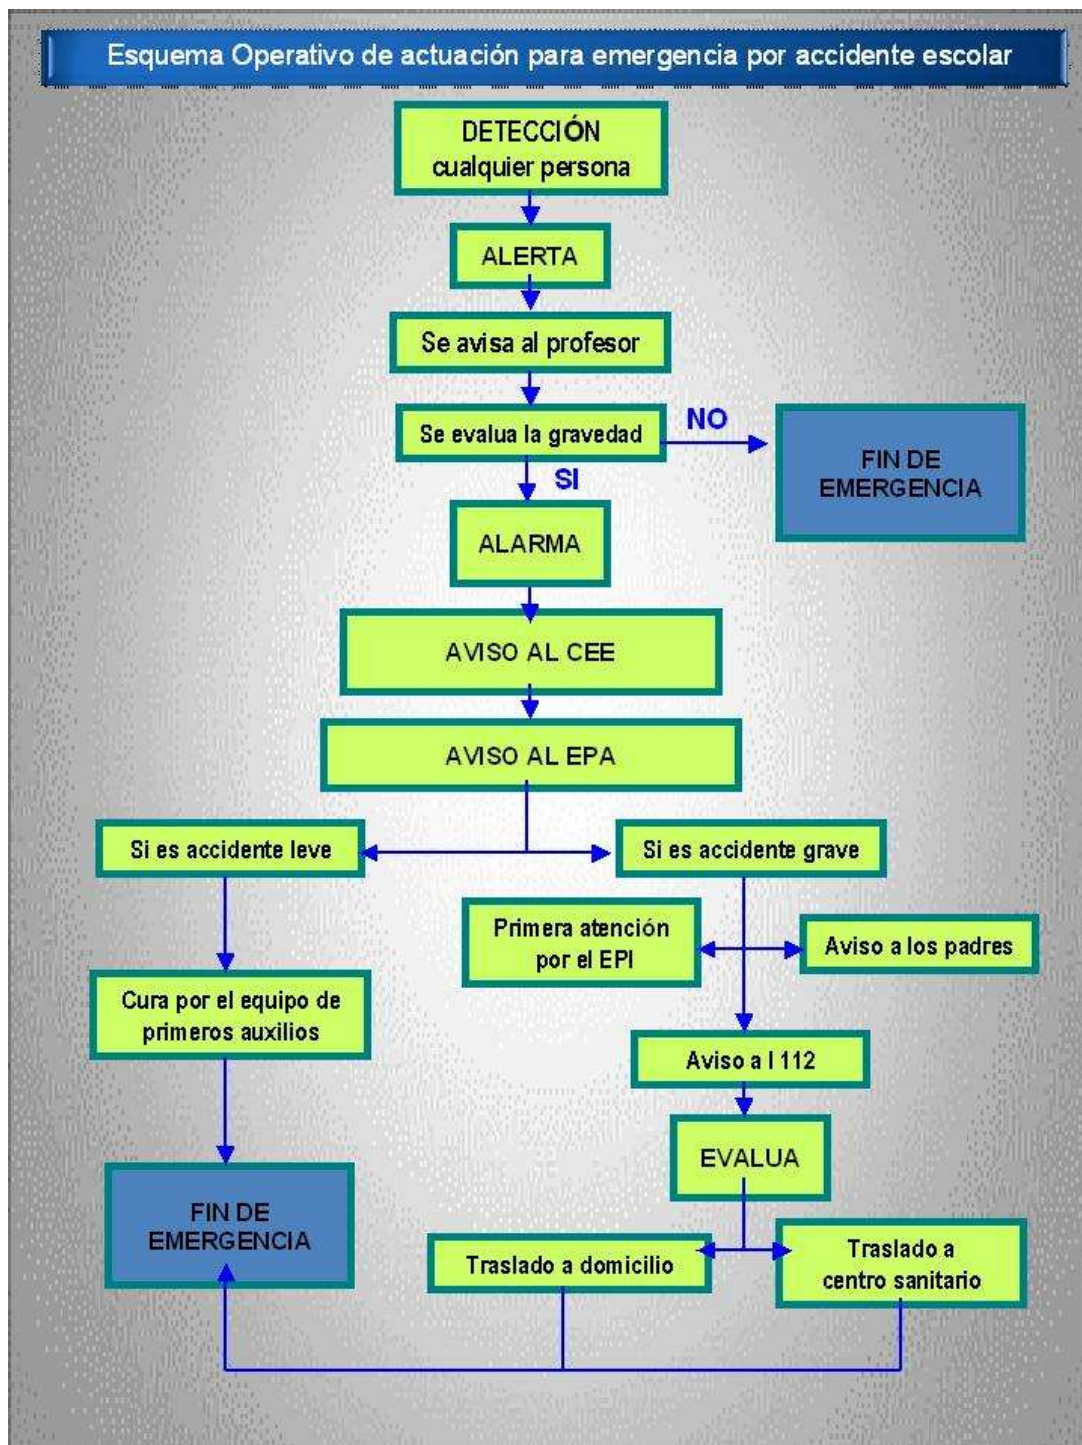 Esquema Operativo de actuación para emergencia por accidente escolar
DETECCIÓN
cualquier persona
ALERTA
Se avisa al profesor
Se evalua la gravedad
NO
FIN DE
EMERGENCIA
SI
ALARMA
AVISO AL CEE
AVISO AL EPA
Si es accidente leve
Si es accidente grave
Primera atención
por el EPI
Aviso a los padres
Cura por el equipo de
primeros auxilios
Aviso a l 112
EVALUA
FIN DE
EMERGENCIA
Traslado a domicilio
Traslado a
centro sanitario